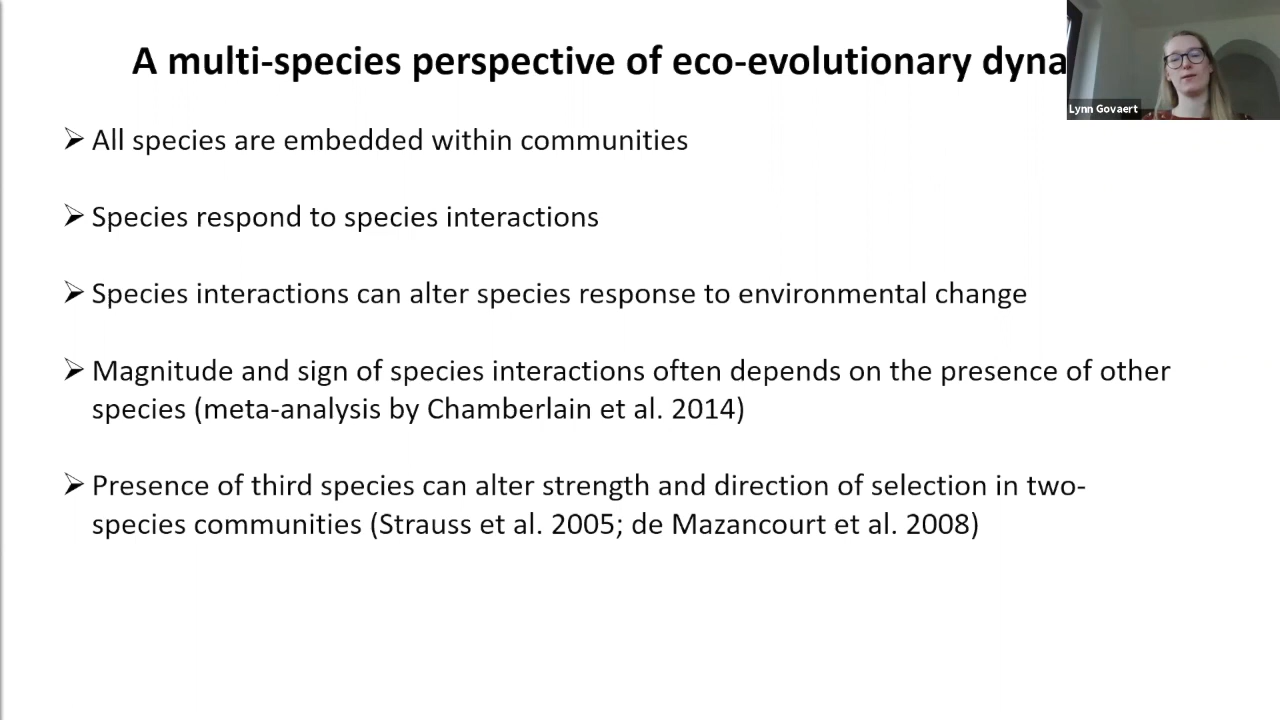 A multi-species perspective of eco-evolutionary dyna
Lynn Govaert
➢ All species are embedded within communities
➢ Species respond to species interactions
➢ Species interactions can alter species response to environmental change
➢ Magnitude and sign of species interactions often depends on the presence of other
species (meta-analysis by Chamberlain et al. 2014)
➢ Presence of third species can alter strength and direction of selection in two-
species communities (Strauss et al. 2005; de Mazancourt et al. 2008)